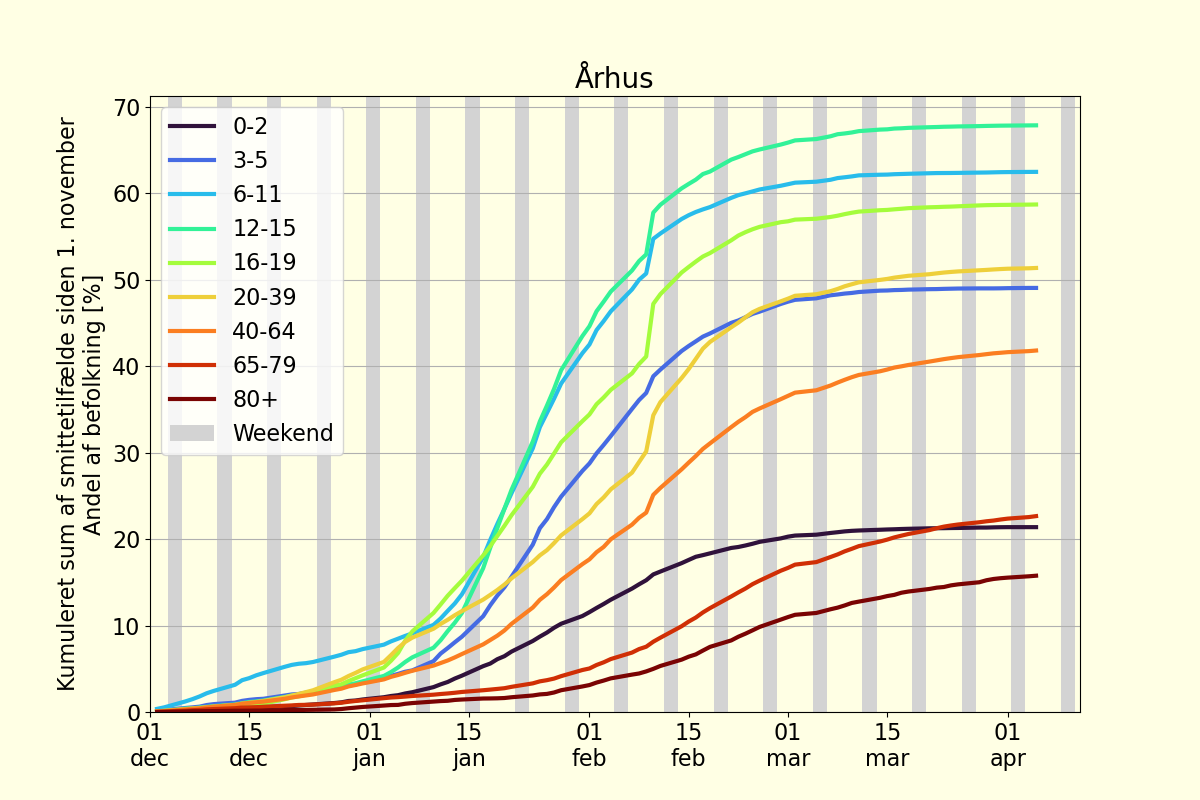 Århus
Kumuleret sum af smittetilfælde siden 1. november
Andel af befolkning [%]
70
60
50
40
30
20
10
0
0-2
3-5
6-11
12-15
16-19
20-39
40-64
65-79
80+
Weekend
01 15 01 15 01 15 01 15 01
dec dec jan jan feb feb mar mar apr